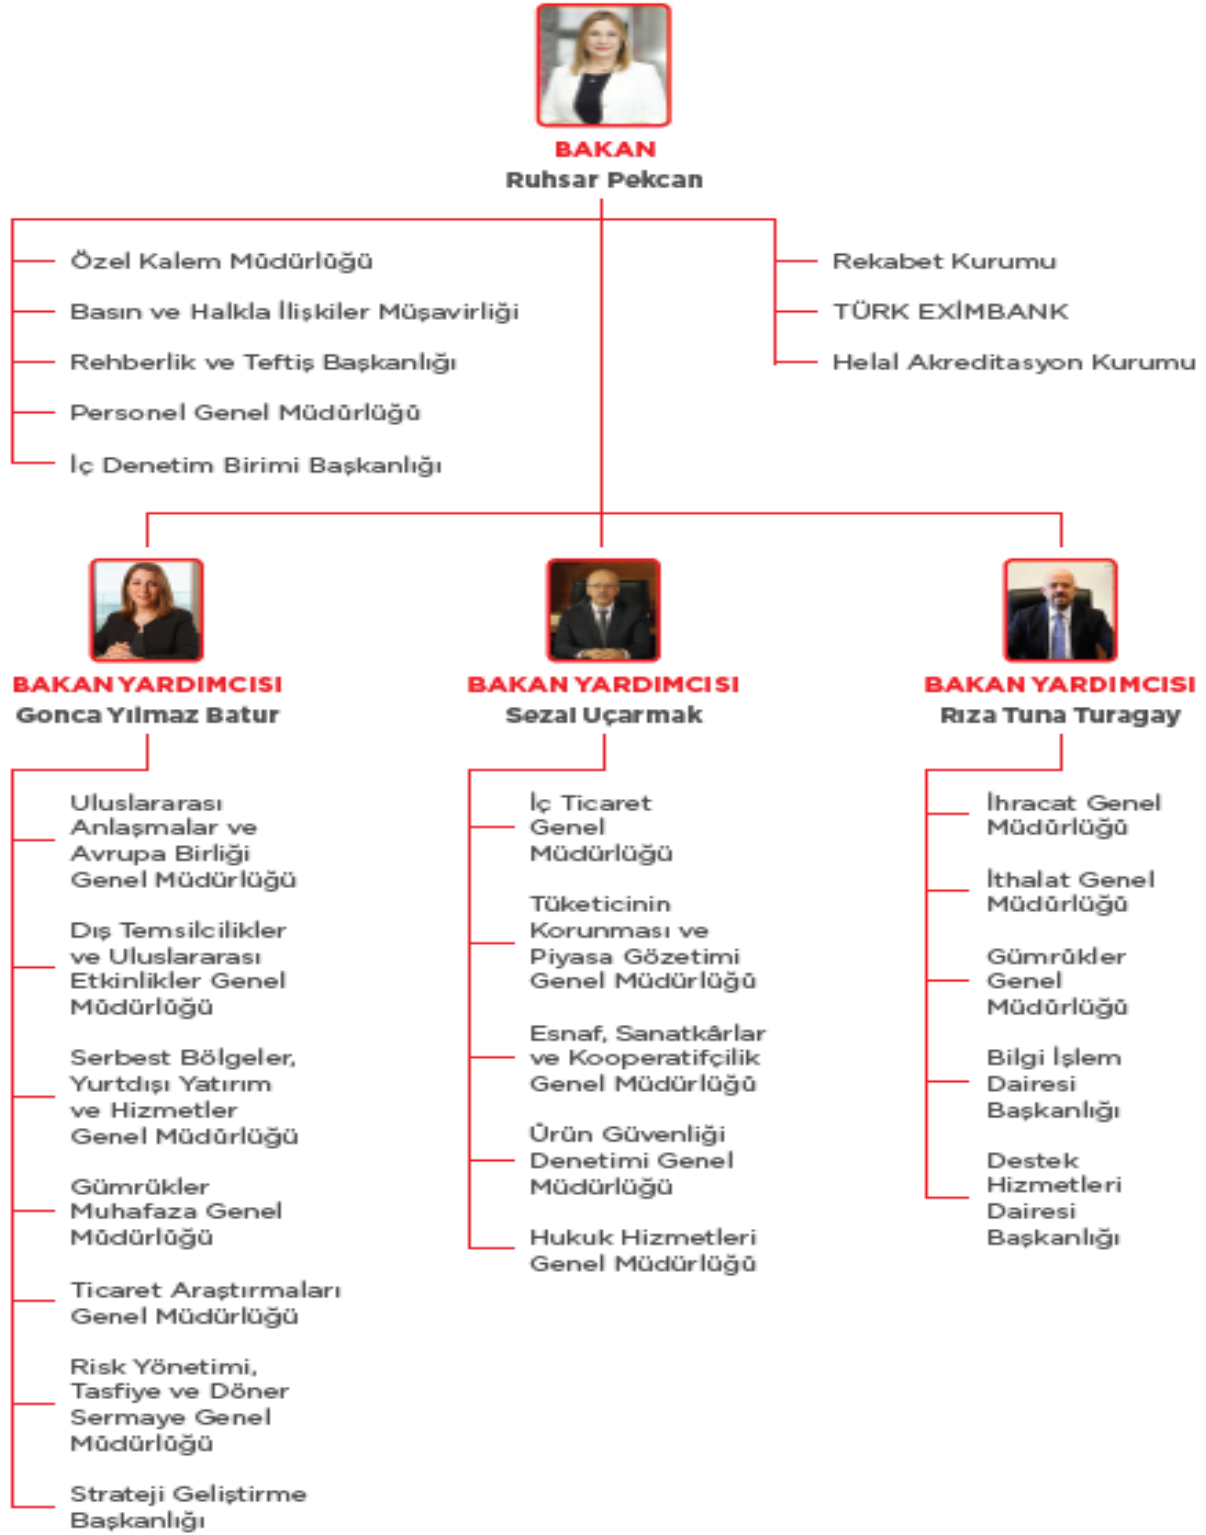 BAKAN
Ruhsar Pekcan
Özel Kalem Müdürlüğü
Basın ve Halkla İlişkiler Müşavirliği
Rehberlik ve Teftiş Başkanlığı
Personel Genel Müdürlüğü
İç Denetim Birimi Başkanlığı
Rekabet Kurumu
TÜRK EXİMBANK
Helal Akreditasyon Kurumu
BAKAN YARDIMCISI
Gonca Yılmaz Batur
Uluslararası
Anlaşmalar ve
Avrupa Birliği
Genel Müdürlüğü
Dış Temsilcilikler
ve Uluslararası
Etkinlikler Genel
Müdürlüğü
Serbest Bölgeler,
Yurtdışı Yatırım
ve Hizmetler
Genel Müdürlüğü
Gümrükler
Muhafaza Genel
Müdürlüğü
Ticaret Araştırmaları
Genel Müdürlüğü
Risk Yönetimi,
Tasfiye ve Döner
Sermaye Genel
Müdürlüğü
Strateji Geliştirme
Başkanlığı
BAKAN YARDIMCISI
Sezai Uçarmak
İç Ticaret
Genel
Müdürlüğü
Tüketicinin
Korunması ve
Piyasa Gözetimi
Genel Müdürlüğü
Esnaf, Sanatkârlar
ve Kooperatifçilik
Genel Müdürlüğü
Ürün Güvenliği
Denetimi Genel
Müdürlüğü
Hukuk Hizmetleri
Genel Müdürlüğü
BAKAN YARDIMCISI
Rıza Tuna Turagay
İhracat Genel
Müdürlüğü
İthalat Genel
Müdürlüğü
Gümrükler
Genel
Müdürlüğü
Bilgi İşlem
Dairesi
Başkanlığı
Destek
Hizmetleri
Dairesi
Başkanlığı